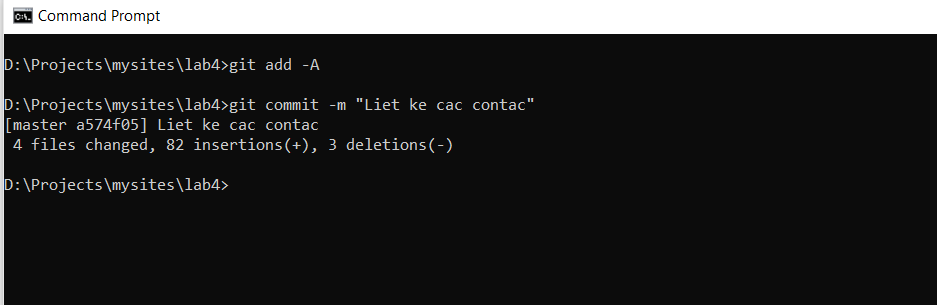 Command Prompt
D:\Projects\mysites\lab4>git add -A
D:\Projects\mysites\lab4>git commit -m "Liet ke cac contac"
[master a574f05] Liet ke cac contac
 4 files changed, 82 insertions(+), 3 deletions(-)
D:\Projects\mysites\lab4>